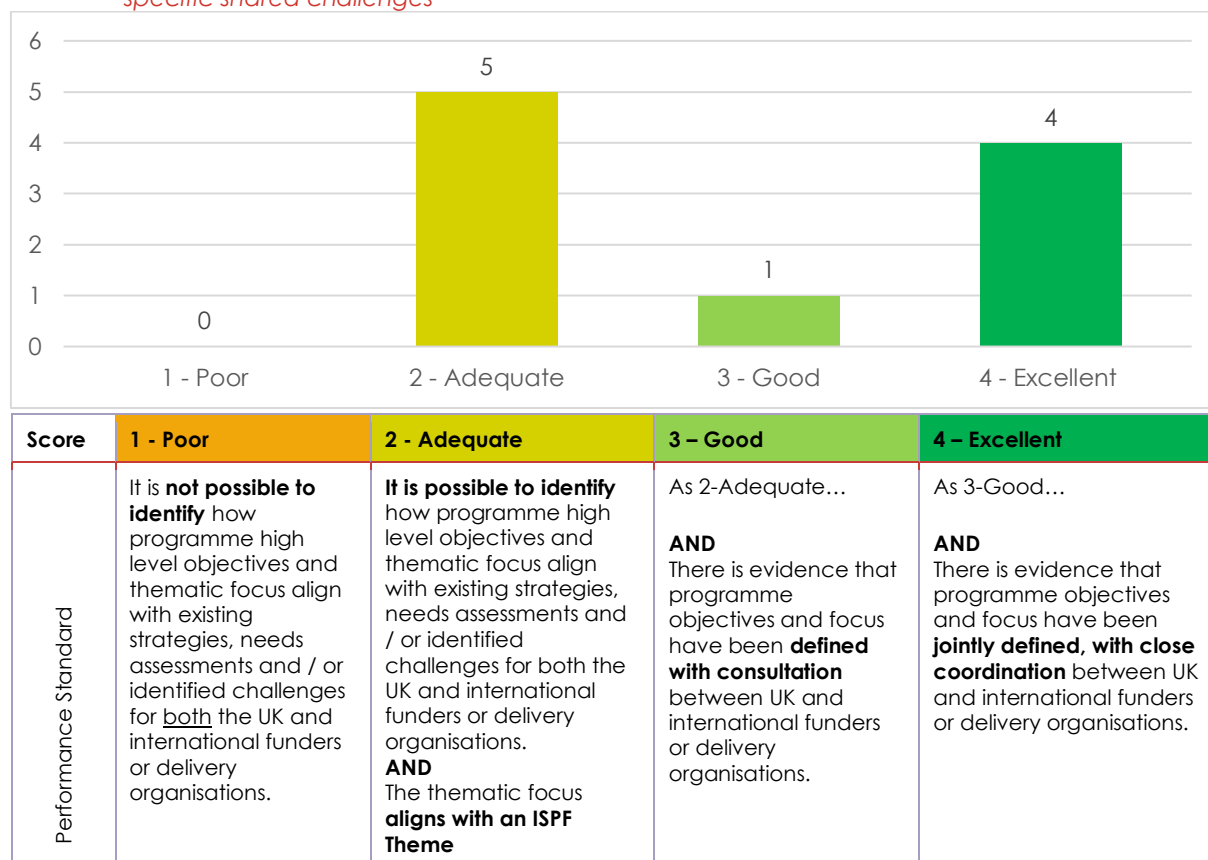 specific shared challenges
6
5
4
3
2
1
0
0
5
1
4
1 - Poor
2 - Adequate
3 - Good
4 - Excellent
Score
1 - Poor
2 - Adequate
3 – Good
4 – Excellent
Performance Standard
It is not possible to
identify how
programme high
level objectives and
thematic focus align
with existing
strategies, needs
assessments and / or
identified challenges
for both the UK and
international funders
or delivery
organisations.
It is possible to identify
how programme high
level objectives and
thematic focus align
with existing strategies,
needs assessments and
/ or identified
challenges for both the
UK and international
funders or delivery
organisations.
AND
The thematic focus
aligns with an ISPF
Theme
As 2-Adequate…
AND
There is evidence that
programme
objectives and focus
have been defined
with consultation
between UK and
international funders
or delivery
organisations.
As 3-Good…
AND
There is evidence that
programme objectives
and focus have been
jointly defined, with close
coordination between UK
and international funders
or delivery organisations.